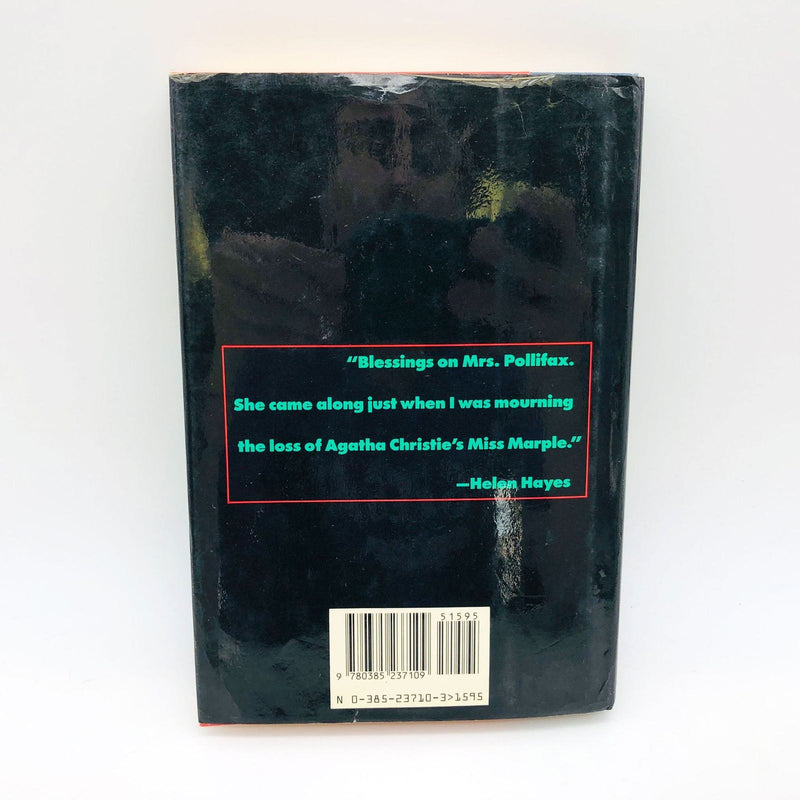 “Blessings on Mrs. Pollifax.
She came along just when I was mourning
the loss of Agatha Christie’s Miss Marple.”
—Helen Hayes
51595
9 780385 237109
N 0-385-23710-3>1595